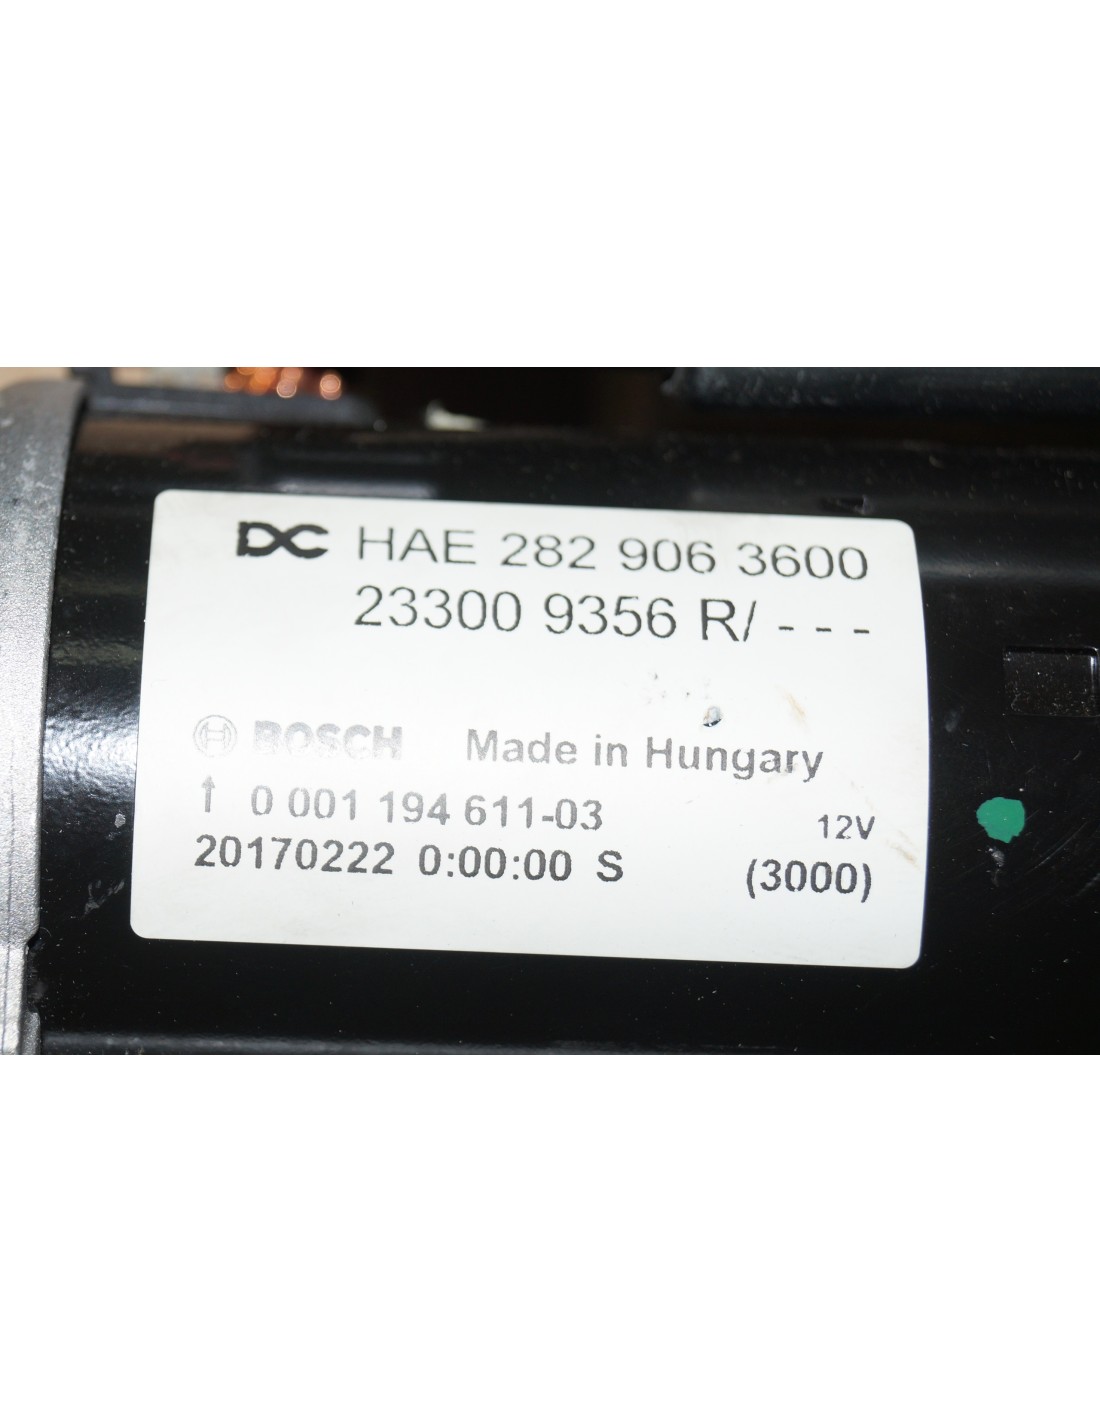 DC HAE 282 906 3600
23300 9356 R/ - - -
BOSCH Made in Hungary
↑ 0 001 194 611-03 12V
20170222 0:00:00 S (3000)